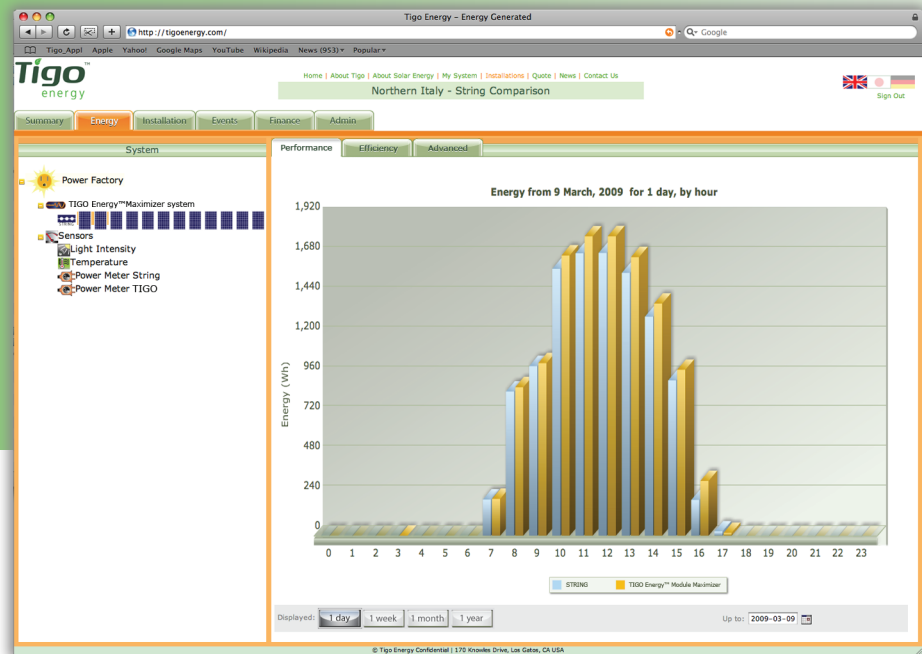 Tigo Energy – Energy Generated
http://tigoenergy.com/
Google
Tigo_Appl Apple Yahoo! Google Maps YouTube Wikipedia News (953) Popular
Tigo™
energy
Home | About Tigo | About Solar Energy | My System | Installations | Quote | News | Contact Us
Northern Italy - String Comparison
Sign Out
Summary Energy Installation Events Finance Admin
System
Performance Efficiency Advanced
Power Factory
TIGO Energy™Maximizer system
STRING
Sensors
Light Intensity
Temperature
Power Meter String
Power Meter TIGO
Energy from 9 March, 2009 for 1 day, by hour
1,920
1,680
1,440
1,200
960
720
480
240
0
Energy (Wh)
0 1 2 3 4 5 6 7 8 9 10 11 12 13 14 15 16 17 18 19 20 21 22 23
STRING TIGO Energy™ Module Maximizer
Displayed: 1 day 1 week 1 month 1 year Up to: 2009-03-09
© Tigo Energy Confidential | 170 Knowles Drive, Los Gatos, CA USA